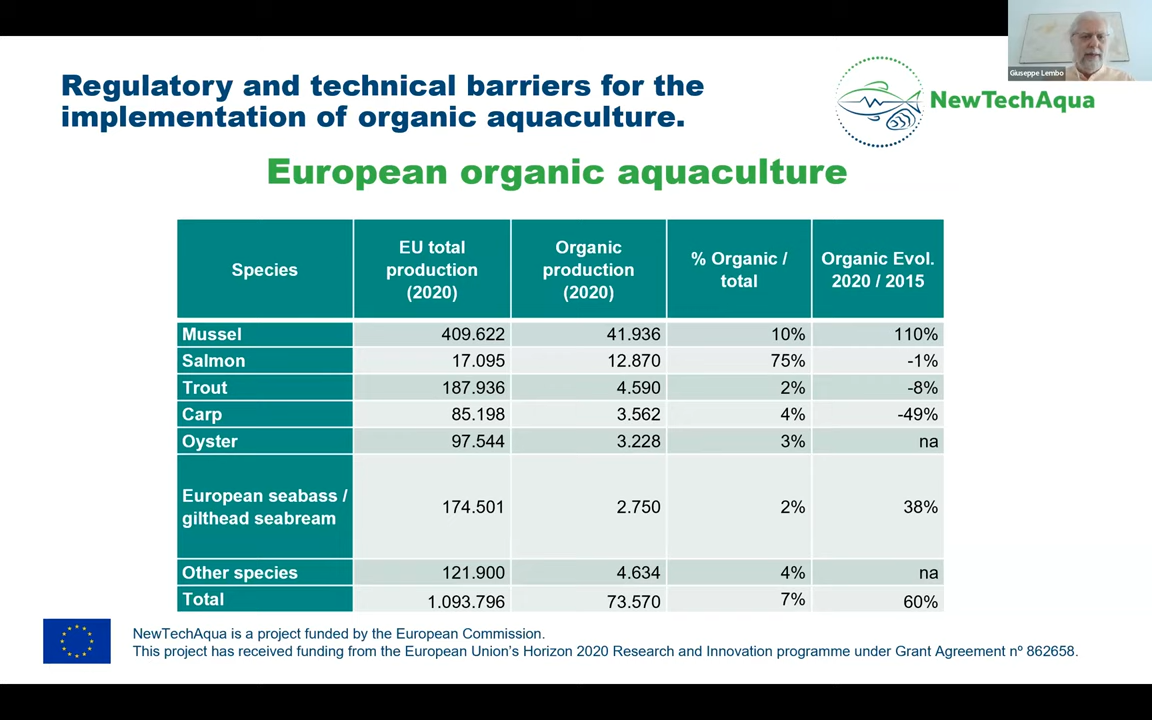 Giuseppe Lembo
Regulatory and technical barriers for the
implementation of organic aquaculture.
NewTechAqua
European organic aquaculture
Species
EU total
production
(2020)
Organic
production
(2020)
% Organic /
total
Organic Evol.
2020 / 2015
Mussel 409.622 41.936 10% 110%
Salmon 17.095 12.870 75% -1%
Trout 187.936 4.590 2% -8%
Carp 85.198 3.562 4% -49%
Oyster 97.544 3.228 3% na
European seabass /
gilthead seabream
174.501 2.750 2% 38%
Other species 121.900 4.634 4% na
Total 1.093.796 73.570 7% 60%
NewTechAqua is a project funded by the European Commission.
This project has received funding from the European Union's Horizon 2020 Research and Innovation programme under Grant Agreement nº 862658.